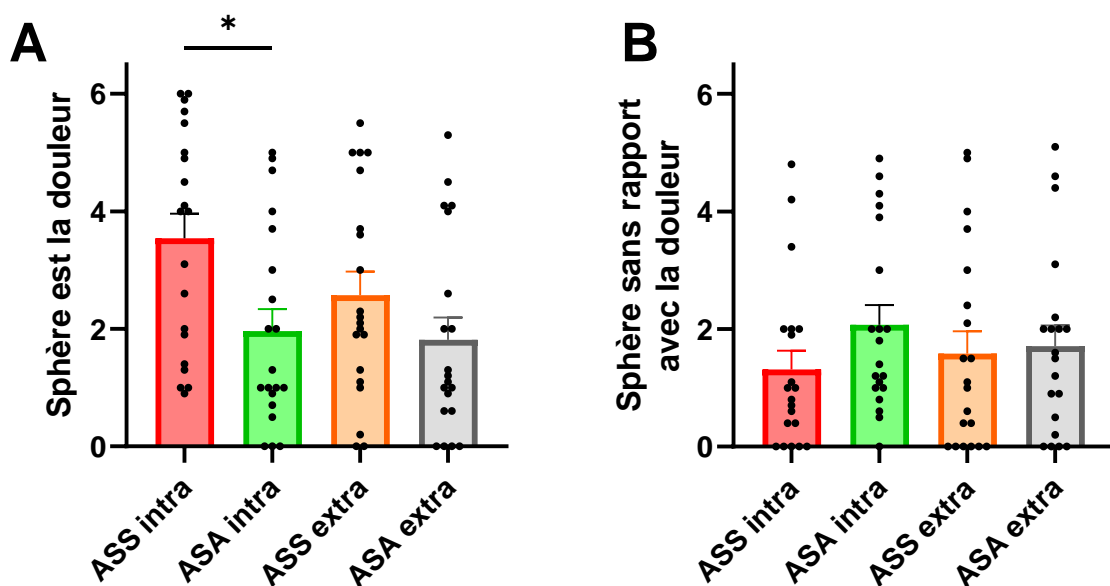 A
*
Sphère est la douleur
6
4
2
0
ASS intra
ASA intra
ASS extra
ASA extra
B
Sphère sans rapport
avec la douleur
6
4
2
0
ASS intra
ASA intra
ASS extra
ASA extra